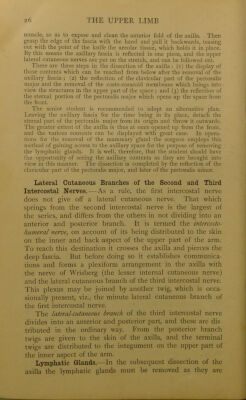 26 THE UPPER LIMB
muscle, so as to expose and clean the anterior fold of the axilla. Then
grasp the edge of the fascia with the hand and pull it backwards, teasing
out with the point of the knife the areolar tissue, which holds it in place.
By this means the axillary fascia is reflected in one piece, and the upper
lateral cutaneous nerves are put on the stretch, and can be followed out.
There are three steps in the dissection of the axilla: (1) the display of
those contents which can be reached from below after the removal of the
axillary fascia; (2) the reflection of the clavicular part of the pectoralis
major and the removal of the costo-coracoid membrane which brings into
view the structures in the upper part of the space; and (3) the reflection of
the sternal portion of the pectoralis major which opens up the space from
the front.
The senior student is recommended to adopt an alternative plan.
Leaving the axillary fascia for the time being in its place, detach the
sternal part of the pectoralis major from its origin and throw it outwards.
The greater extent of the axilla is thus at once opened up from the front,
and the various contents can be displayed with great ease. In opera-
tions for the removal of the mammary gland the surgeon employs this
method of gaining access to the axillary space for the purpose of removing
the lymphatic glands. It is well, therefore, that the student should have
the opportunity of seeing the axillary contents as they are brought into
view in this manner. The dissection is completed by the reflection of the
clavicular part of the pectoralis major, and later of the pectoralis minor.
Lateral Cutaneous Branches of the Second and Third
Intercostal Nerves.—As a rule, the first intercostal nerve
does not give off a lateral cutaneous branch. That which
springs from the second intercostal nerve is the largest of
the series, and differs from the others in not dividing into an
anterior and posterior branch. It is termed the intercosto-
humeral nerve, on account of its being distributed to the skin
on the inner and back aspect of the upper part of the arm.
To reach this destination it crosses the axilla and pierces the
deep fascia. But before doing so it establishes communica-
tions and forms a plexiform arrangement in the axilla with
the nerve of Wrisberg (the lesser internal cutaneous nerve)
and the lateral cutaneous branch of the third intercostal nerve.
This plexus may be joined by another twig, which is occa-
sionally present, viz., the minute lateral cutaneous branch of
the first intercostal nerve.
The lateral-cutaneous branch of the third intercostal nerve
divides into an anterior and posterior part, and these are dis-
tributed in the ordinary way. From the posterior branch
twigs are given to the skin of the axilla, and the terminal
twigs are distributed to the integument on the upper part of
the inner aspect of the arm.
Lymphatic Glands.—In the subsequent dissection of the
axilla the lymphatic glands must be removed as they are